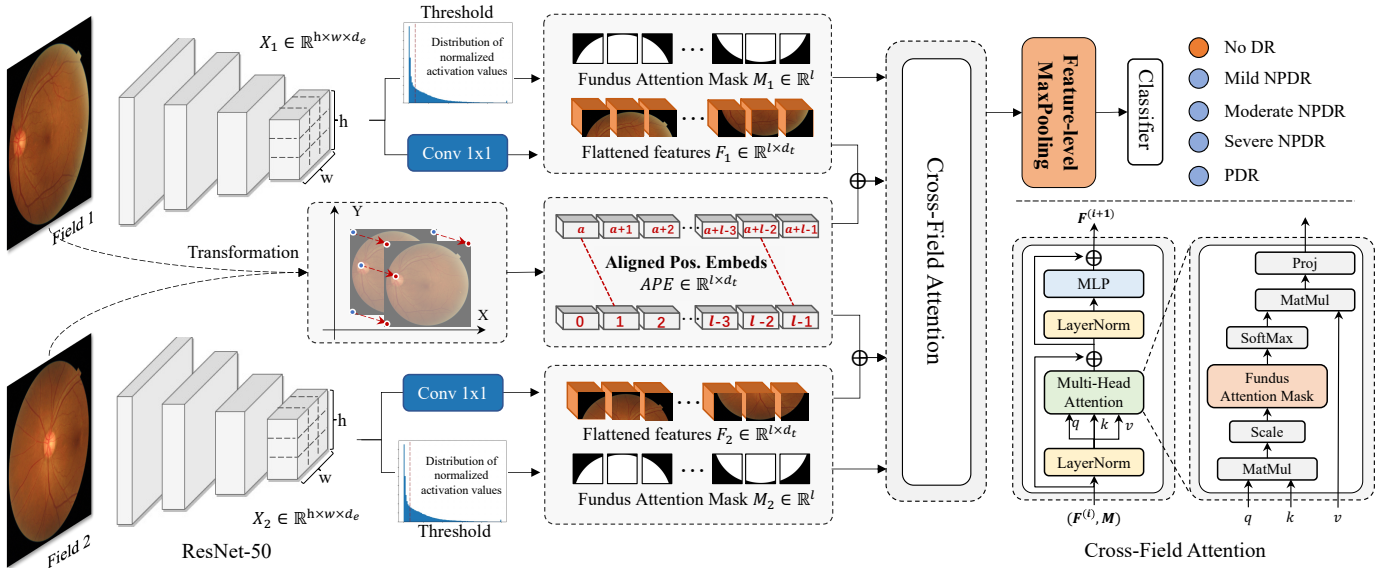 Field 1
X₁ ∈ ℝ^{h×w×d_e}
h
w
Threshold
Distribution of
normalized
activation values
Conv 1x1
Fundus Attention Mask M₁ ∈ ℝ^l
Flattened features F₁ ∈ ℝ^{l×d_t}
Transformation
Y
X
a
a+1
a+2
...
a+l-3
a+l-2
a+l-1
Aligned Pos. Embeds
APE ∈ ℝ^{l×d_t}
0
1
2
...
l-3
l-2
l-1
Field 2
X₂ ∈ ℝ^{h×w×d_e}
h
w
ResNet-50
Conv 1x1
Distribution of
normalized
activation values
Threshold
Flattened features F₂ ∈ ℝ^{l×d_t}
Fundus Attention Mask M₂ ∈ ℝ^l
Cross-Field Attention
Feature-level
MaxPooling
Classifier
No DR
Mild NPDR
Moderate NPDR
Severe NPDR
PDR
F^{(i+1)}
MLP
LayerNorm
Multi-Head
Attention
q
k
v
LayerNorm
(F^{(i)}, M)
Proj
MatMul
SoftMax
Fundus
Attention Mask
Scale
MatMul
q
k
v
Cross-Field Attention